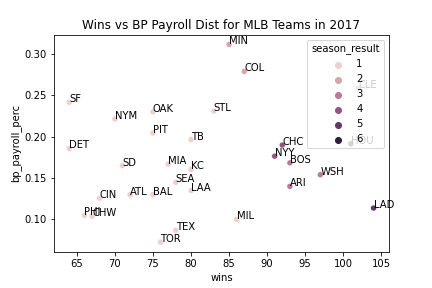 Wins vs BP Payroll Dist for MLB Teams in 2017
bp_payroll_perc
0.30
0.25
0.20
0.15
0.10
MIN
COL
CLE
SF
NYM
OAK
STL
PIT
TB
DET
SD
MIA
KC
SEA
CHC
HOU
NYY
BOS
WSH
CIN
ATL
BAL
LAA
ARI
LAD
PHI
CHW
MIL
TEX
TOR
season_result
1
2
3
4
5
6
65 70 75 80 85 90 95 100 105
wins